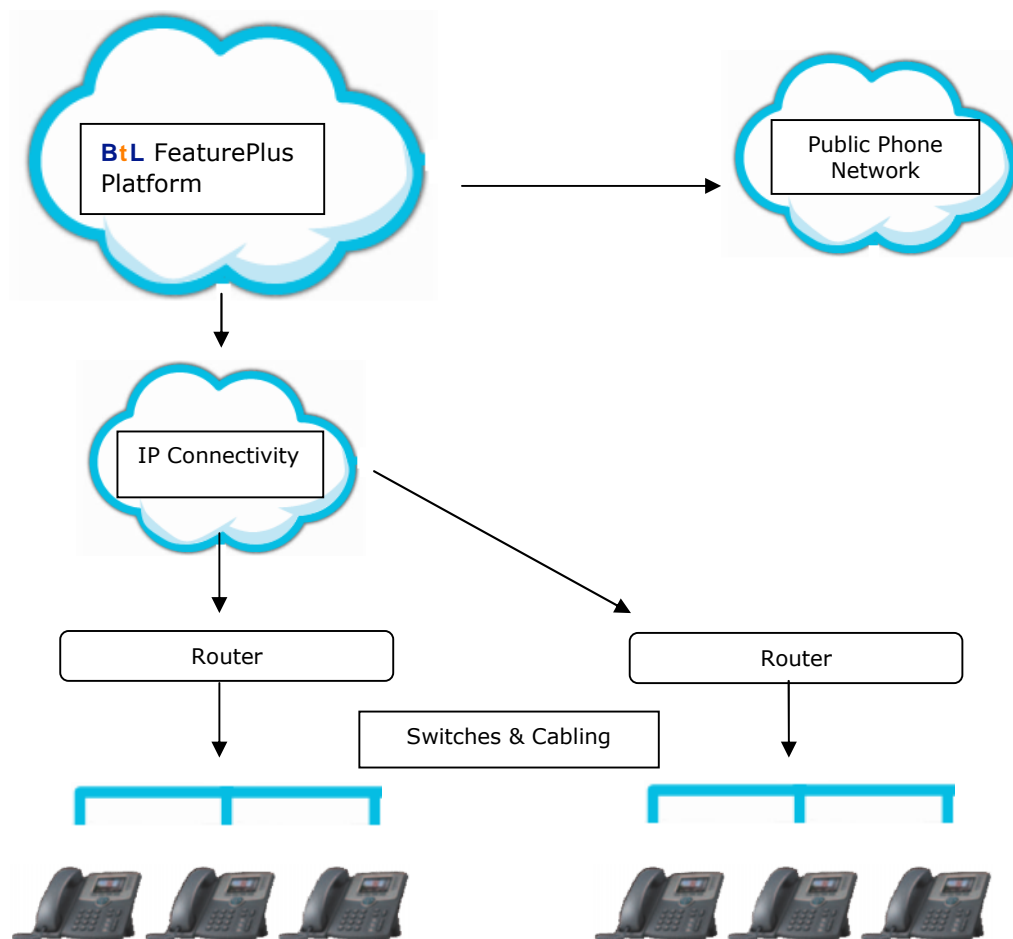 BtL FeaturePlus
Platform
Public Phone
Network
IP Connectivity
Router
Router
Switches & Cabling